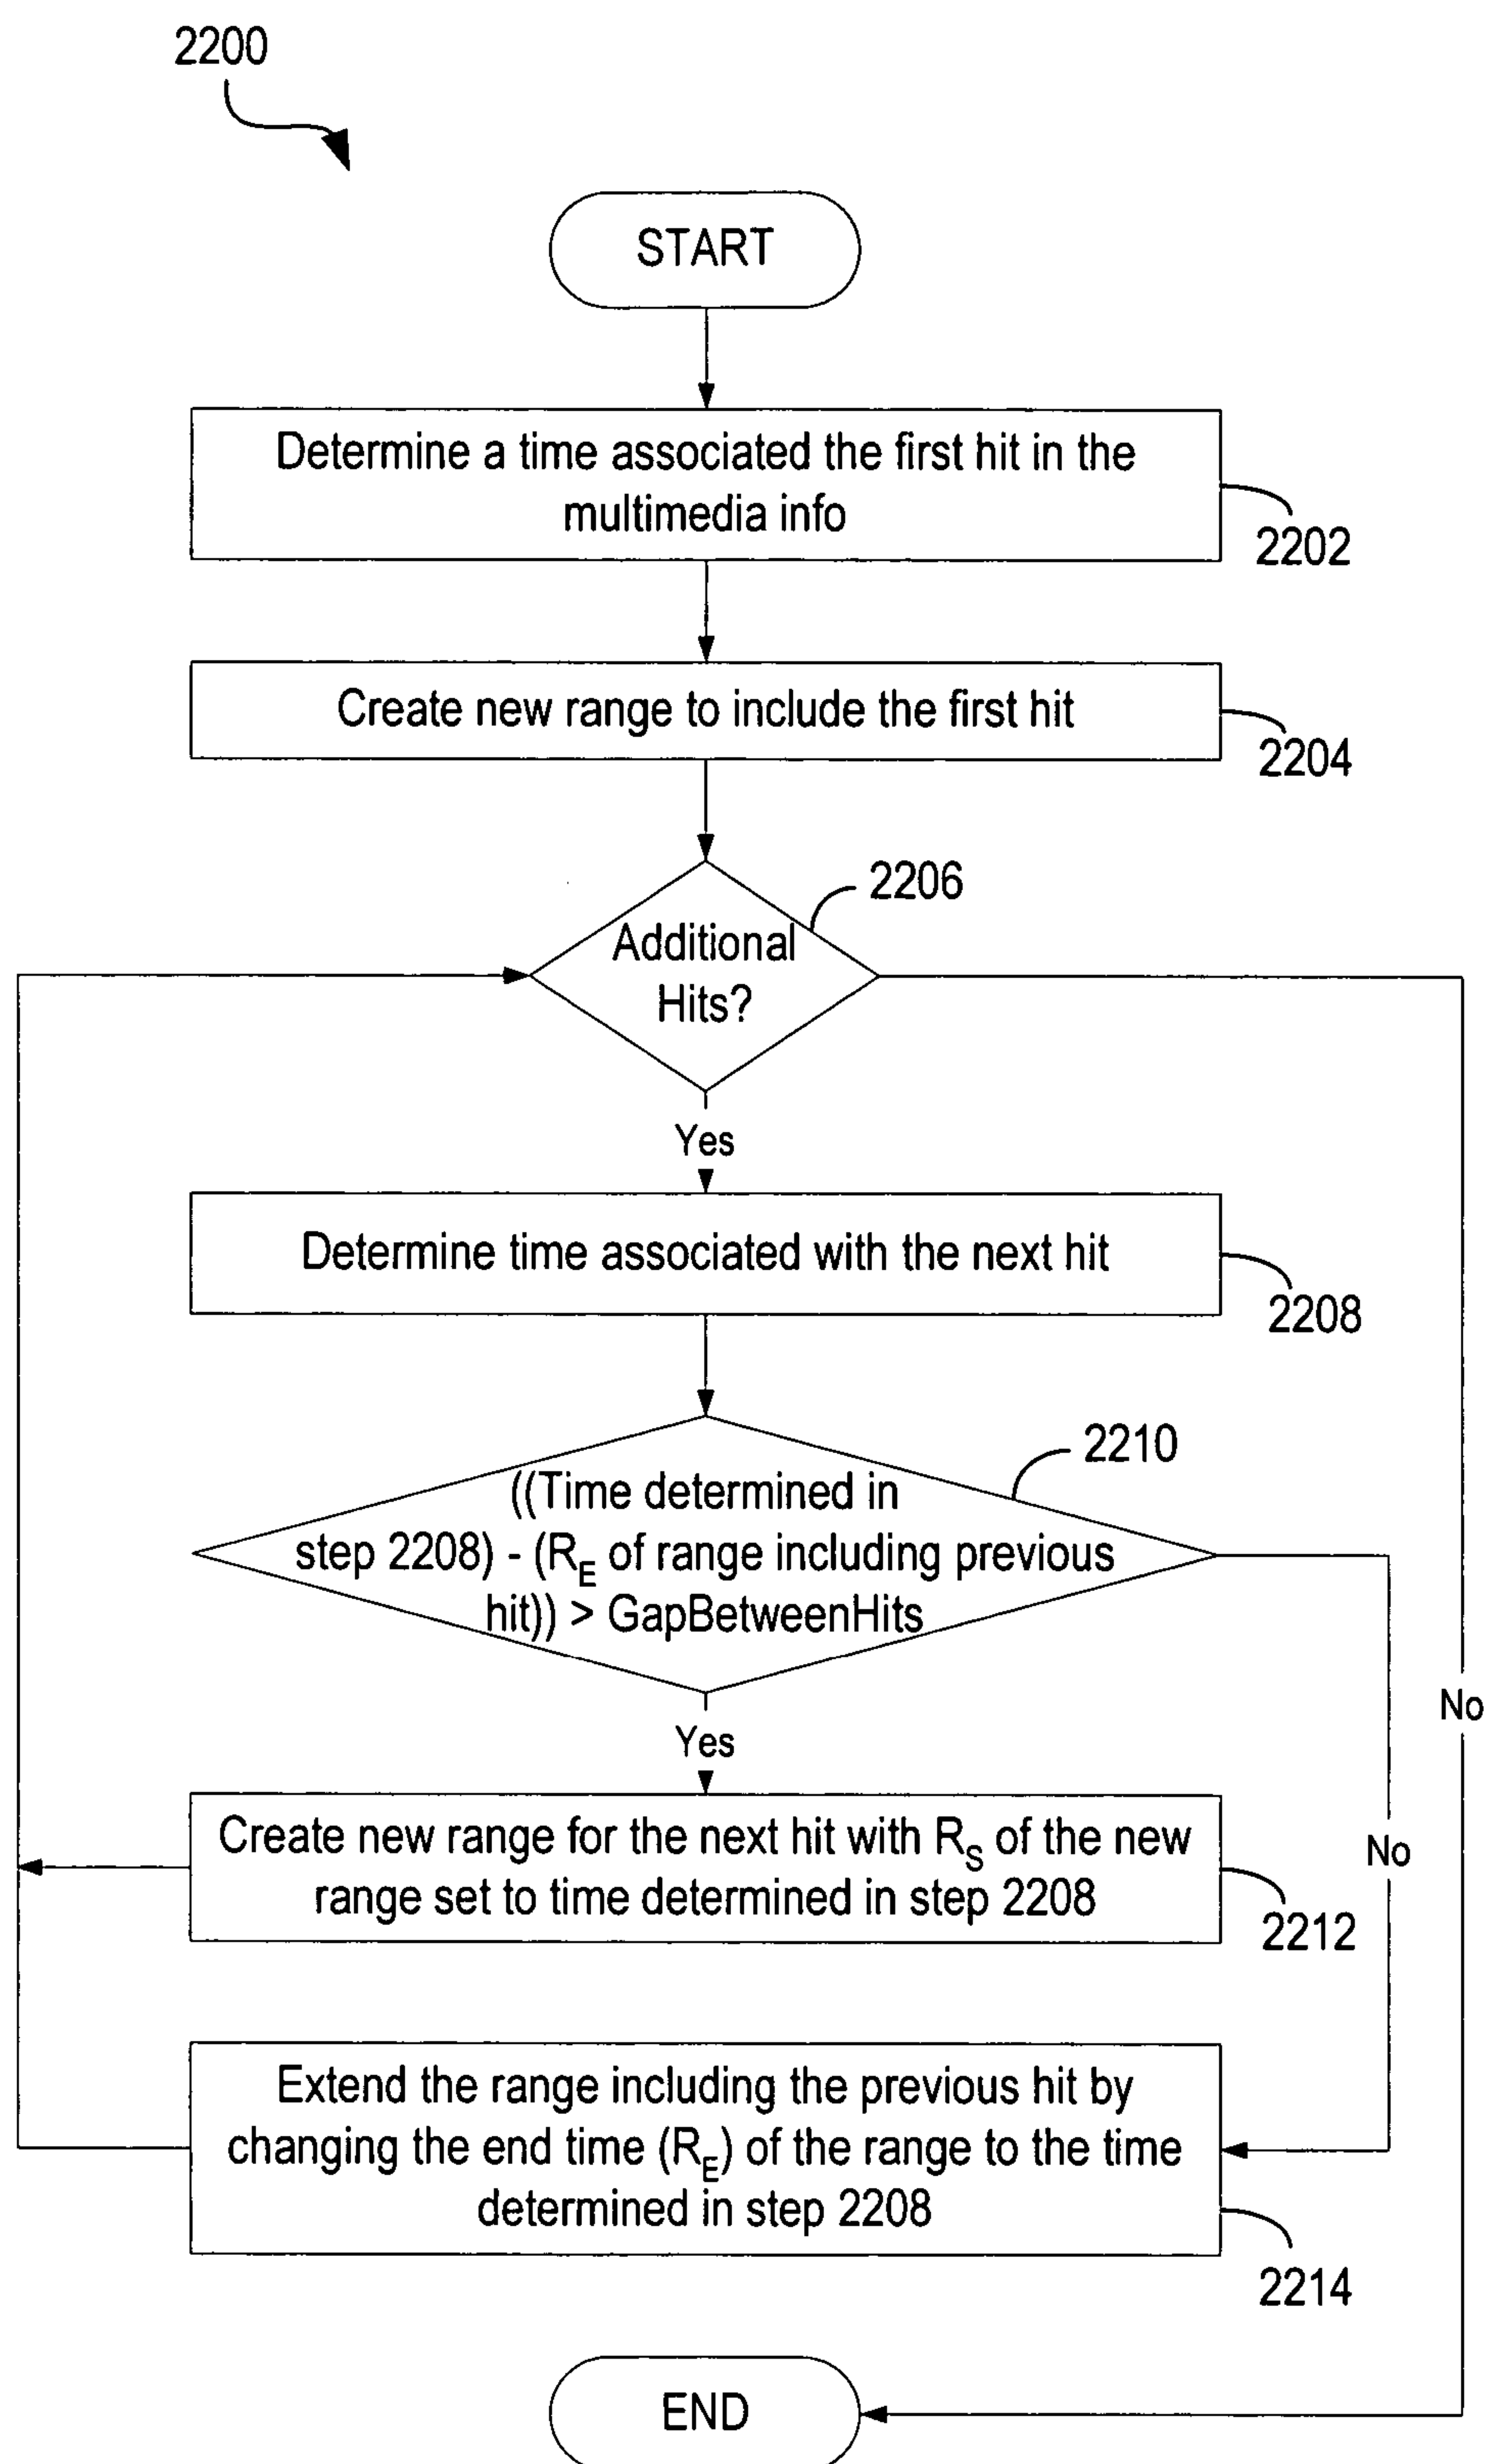 2200
START
Determine a time associated the first hit in the
multimedia info
2202
Create new range to include the first hit
2204
2206
Additional
Hits?
Yes
Determine time associated with the next hit
2208
2210
((Time determined in
step 2208) - (RE of range including previous
hit)) > GapBetweenHits
Yes
No
No
Create new range for the next hit with RS of the new
range set to time determined in step 2208
2212
Extend the range including the previous hit by
changing the end time (RE) of the range to the time
determined in step 2208
2214
END